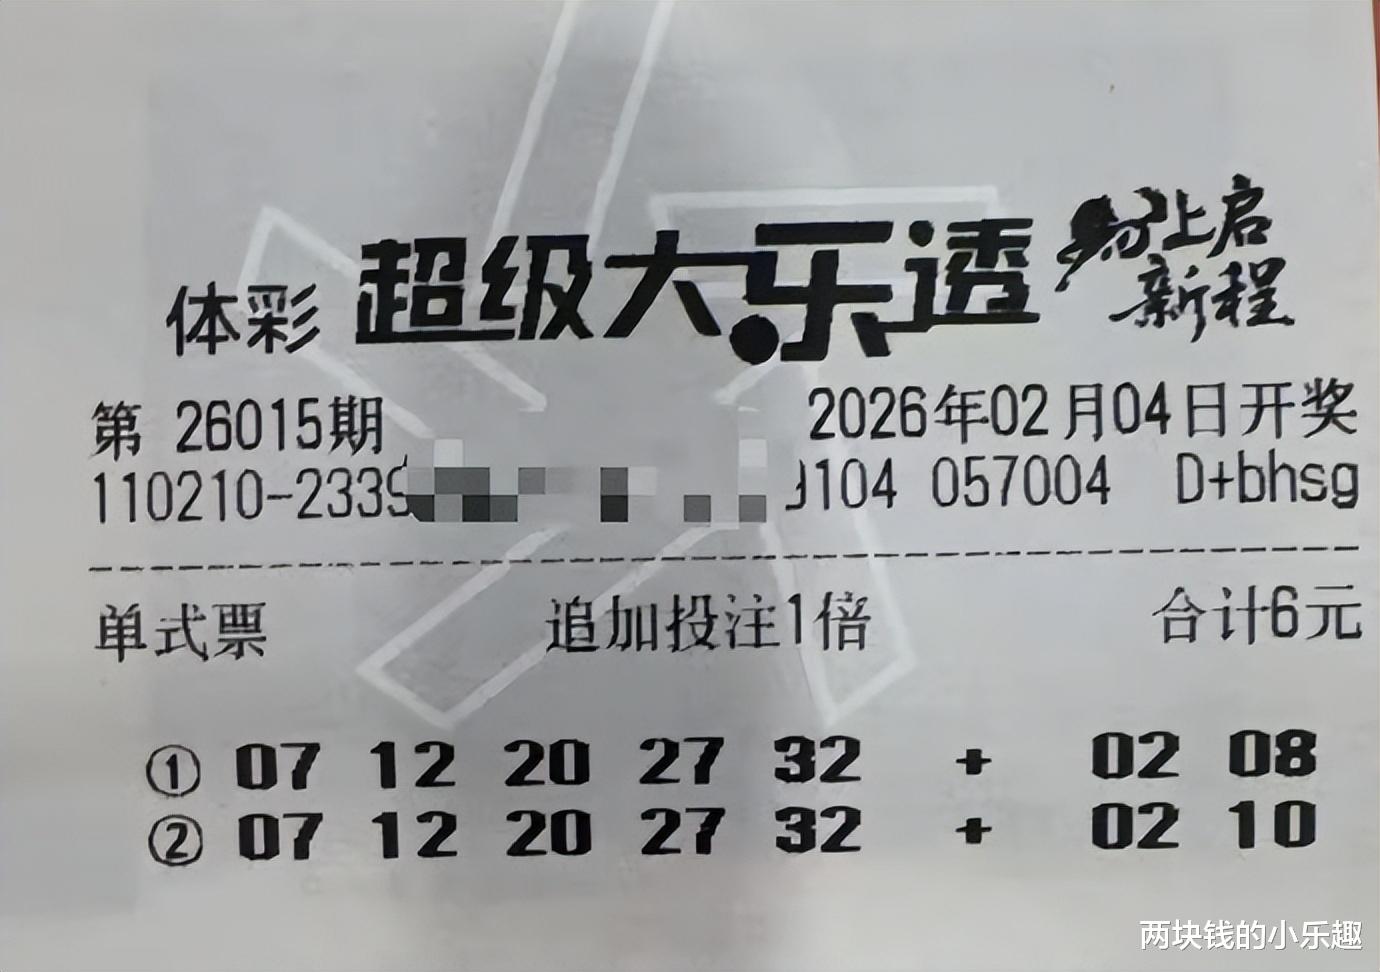 体彩 超级大乐透 马上启
新程
第 26015期 2026年02月04日开奖
110210-2339 104 057004 D+bhsg
单式票 追加投注1倍 合计6元
① 07 12 20 27 32 + 02 08
② 07 12 20 27 32 + 02 10
两块钱的小乐趣